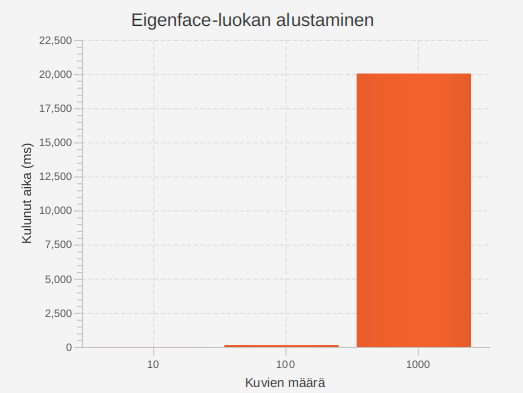 Eigenface-luokan alustaminen
22,500
20,000
17,500
15,000
12,500
10,000
7,500
5,000
2,500
0
Kulunut aika (ms)
10 100 1000
Kuvien määrä